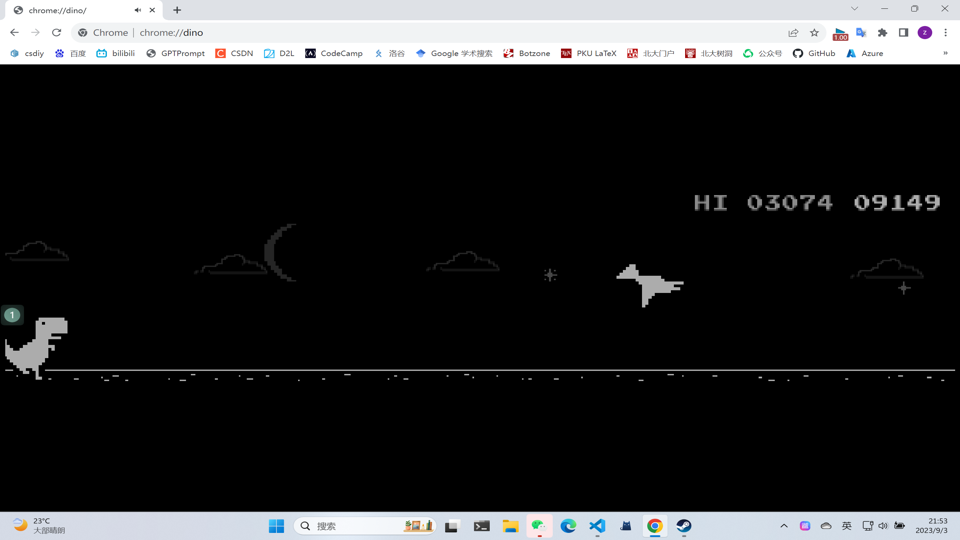 chrome://dino/
Chrome | chrome://dino
1.00
z
csdiy 百度 bilibili GPTPrompt CSDN D2L CodeCamp 洛谷 Google 学术搜索 Botzone PKU LaTeX 北大门户 北大树洞 公众号 GitHub Azure »
HI 03074 09149
1
23°C
大部晴朗
搜索
英
21:53
2023/9/3